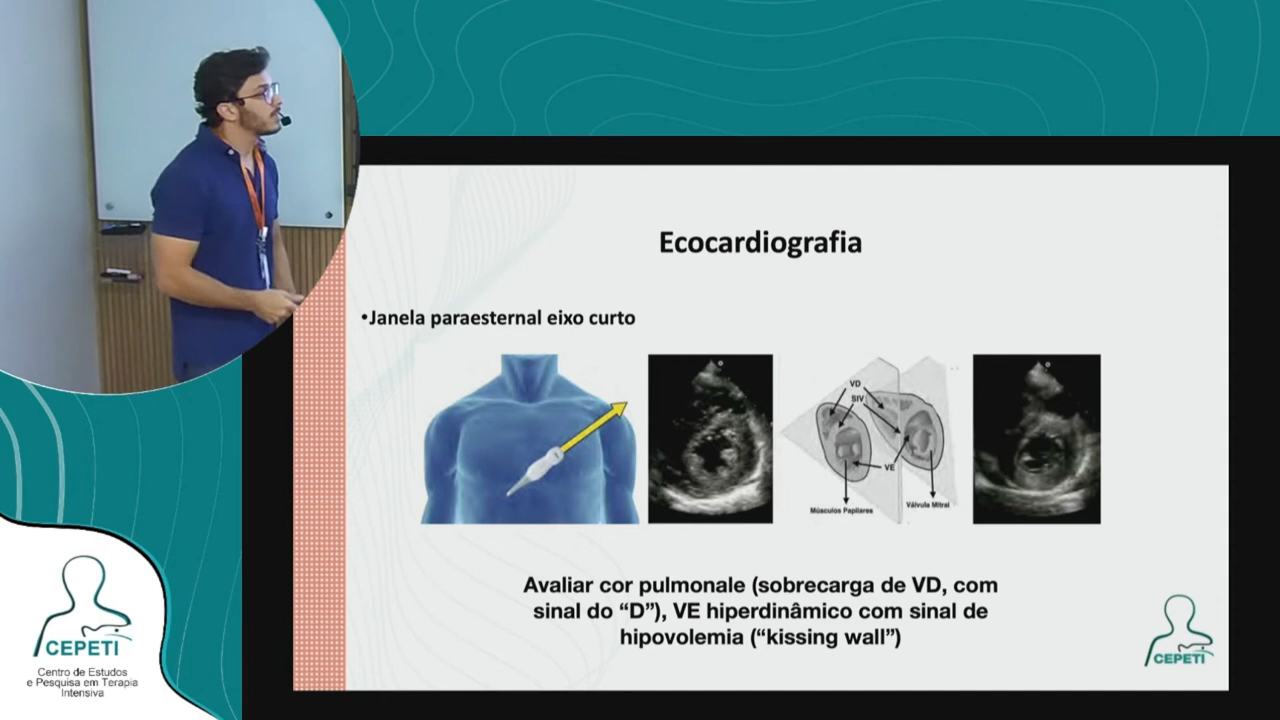 Ecocardiografia
•Janela paraesternal eixo curto
VD
SIV
VE
Músculos Papilares
Válvula Mitral
Avaliar cor pulmonale (sobrecarga de VD, com
sinal do “D”), VE hiperdinâmico com sinal de
hipovolemia (“kissing wall”)
CEPETI
CEPETI
Centro de Estudos
e Pesquisa em Terapia
Intensiva